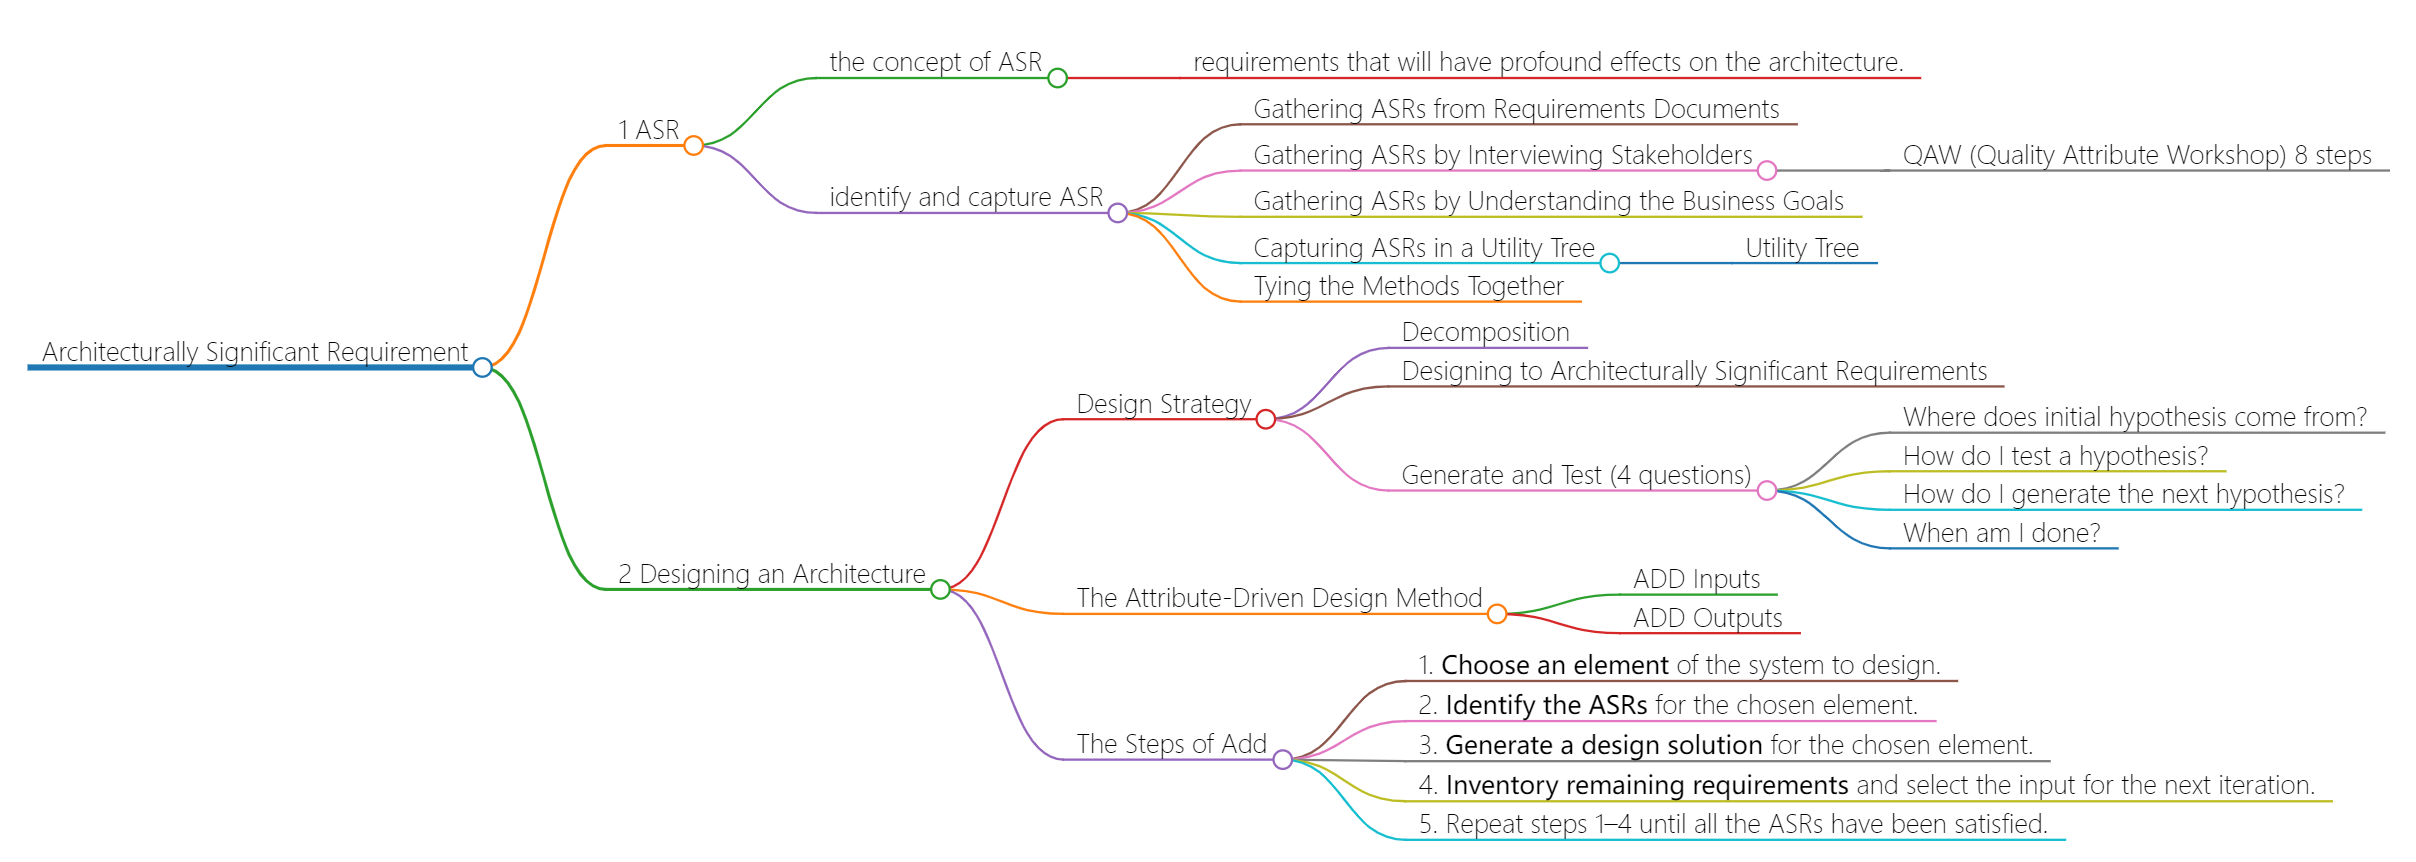 Architecturally Significant Requirement
1 ASR
the concept of ASR
requirements that will have profound effects on the architecture.
identify and capture ASR
Gathering ASRs from Requirements Documents
Gathering ASRs by Interviewing Stakeholders
QAW (Quality Attribute Workshop) 8 steps
Gathering ASRs by Understanding the Business Goals
Capturing ASRs in a Utility Tree
Utility Tree
Tying the Methods Together
2 Designing an Architecture
Design Strategy
Decomposition
Designing to Architecturally Significant Requirements
Generate and Test (4 questions)
Where does initial hypothesis come from?
How do I test a hypothesis?
How do I generate the next hypothesis?
When am I done?
The Attribute-Driven Design Method
ADD Inputs
ADD Outputs
The Steps of Add
1. Choose an element of the system to design.
2. Identify the ASRs for the chosen element.
3. Generate a design solution for the chosen element.
4. Inventory remaining requirements and select the input for the next iteration.
5. Repeat steps 1–4 until all the ASRs have been satisfied.